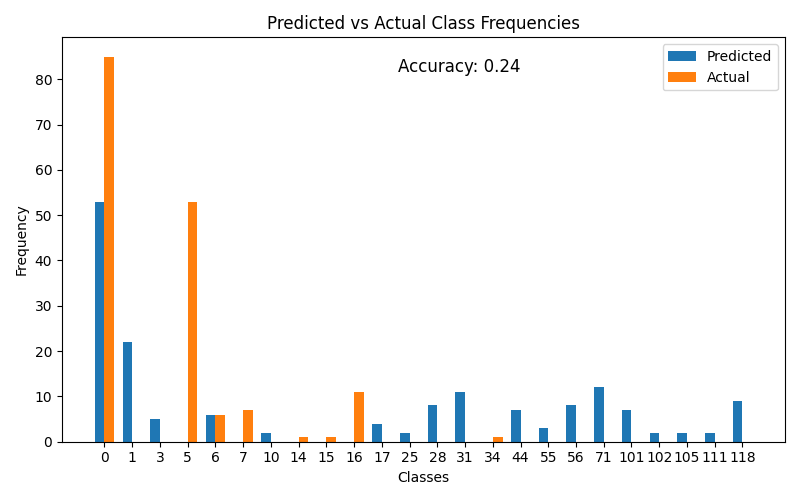 Predicted vs Actual Class Frequencies
Accuracy: 0.24
Predicted
Actual
Frequency
80
70
60
50
40
30
20
10
0
0 1 3 5 6 7 10 14 15 16 17 25 28 31 34 44 55 56 71 101 102 105 111 118
Classes